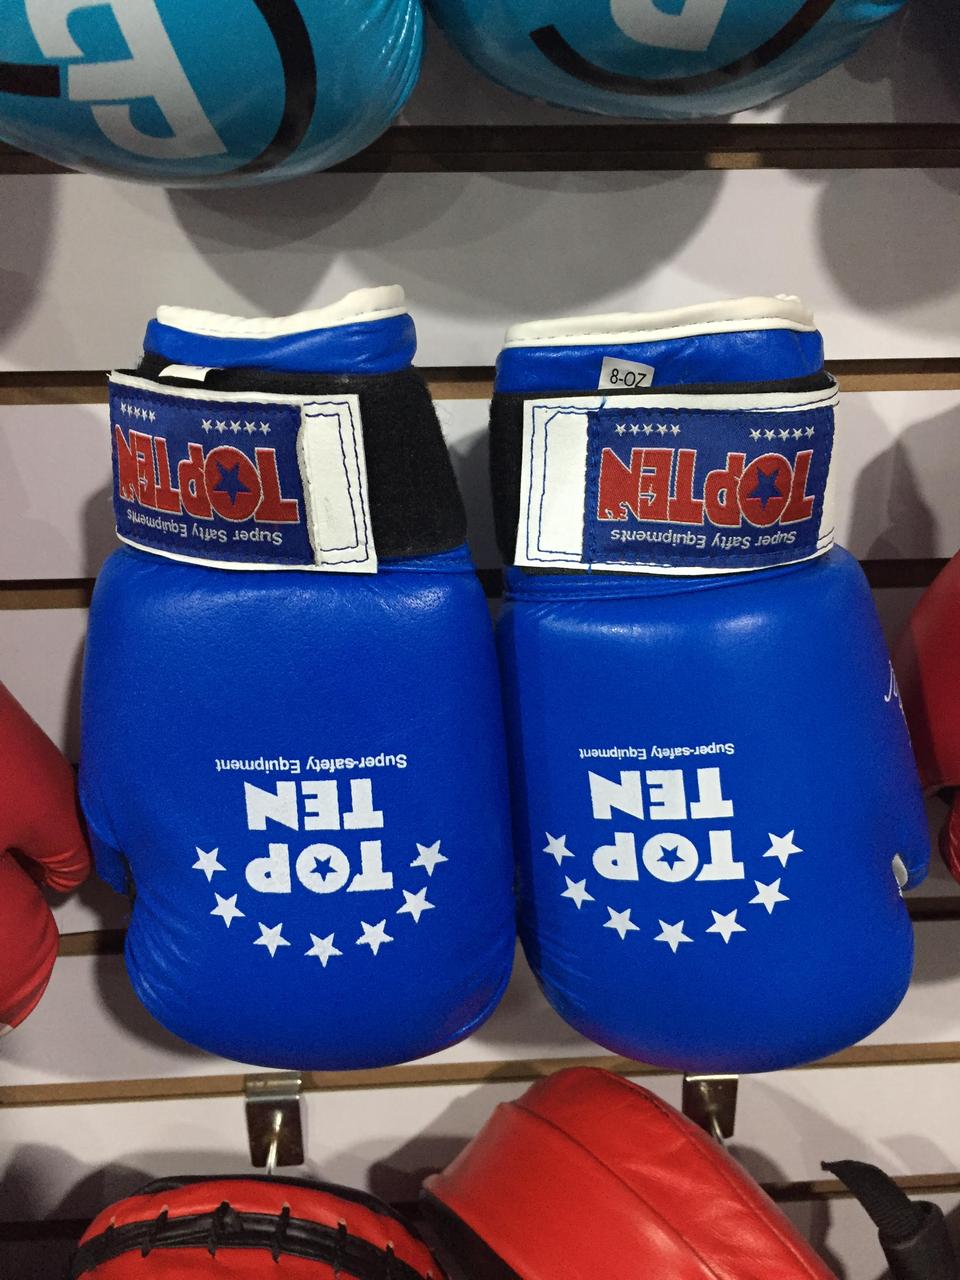 8-OZ
TOPTEN
Super Safty Equipments
TOPTEN
Super Safty Equipments
TOP
TEN
Super-safety Equipment
TOP
TEN
Super-safety Equipment